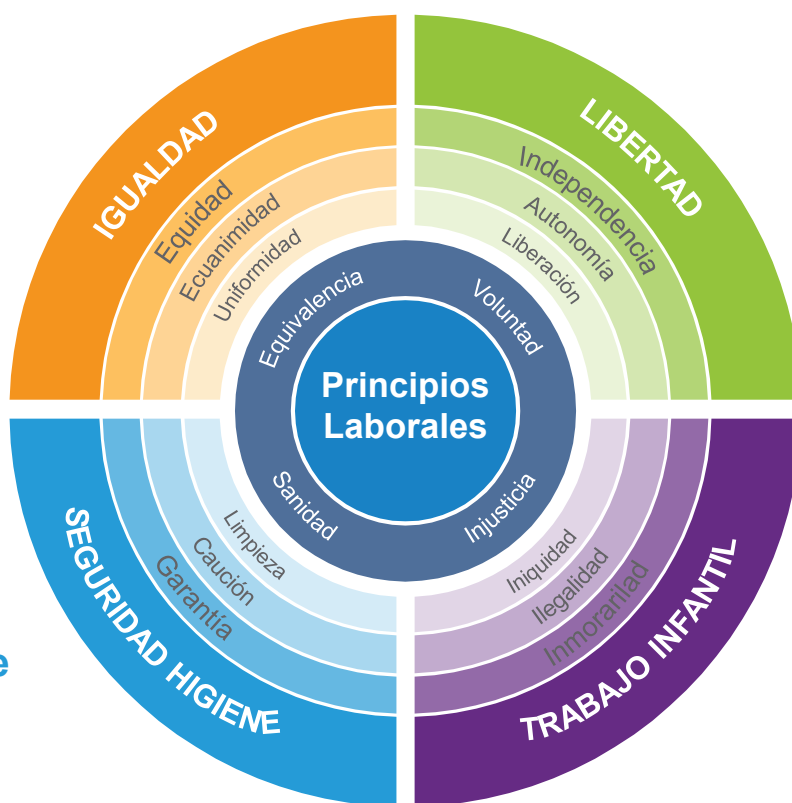 IGUALDAD
Equidad
Ecuanimidad
Uniformidad
Equivalencia
LIBERTAD
Independencia
Autonomía
Liberación
Voluntad
Principios
Laborales
SEGURIDAD HIGIENE
Garantía
Caución
Limpieza
Sanidad
TRABAJO INFANTIL
Inmorarilad
Ilegalidad
Iniquidad
Injusticia
e